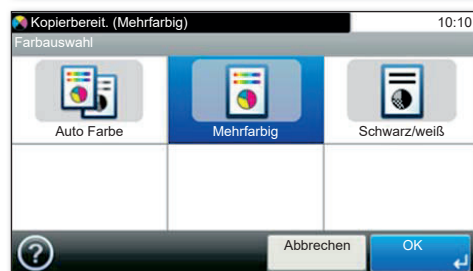 Kopierbereit. (Mehrfarbig) 10:10
Farbauswahl
Auto Farbe Mehrfarbig Schwarz/weiß
?
Abbrechen OK